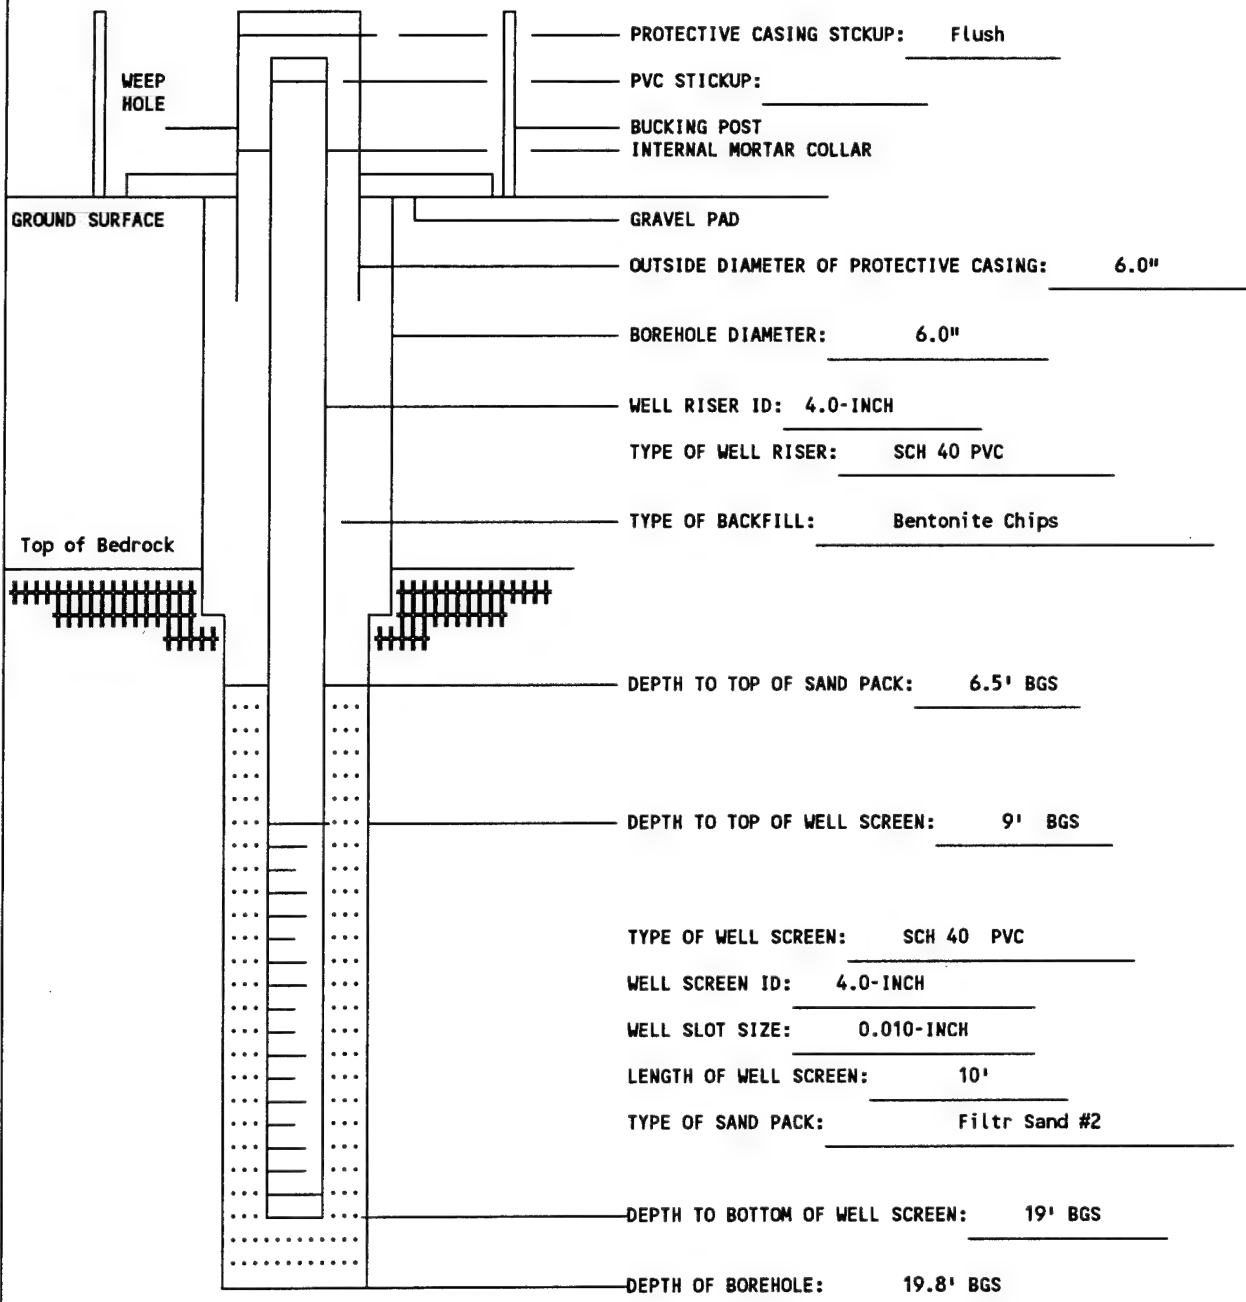 PROTECTIVE CASING STCKUP: Flush
WEEP HOLE
PVC STICKUP:
BUCKING POST
INTERNAL MORTAR COLLAR
GROUND SURFACE
GRAVEL PAD
OUTSIDE DIAMETER OF PROTECTIVE CASING: 6.0"
BOREHOLE DIAMETER: 6.0"
WELL RISER ID: 4.0-INCH
TYPE OF WELL RISER: SCH 40 PVC
TYPE OF BACKFILL: Bentonite Chips
Top of Bedrock
DEPTH TO TOP OF SAND PACK: 6.5' BGS
DEPTH TO TOP OF WELL SCREEN: 9' BGS
TYPE OF WELL SCREEN: SCH 40 PVC
WELL SCREEN ID: 4.0-INCH
WELL SLOT SIZE: 0.010-INCH
LENGTH OF WELL SCREEN: 10'
TYPE OF SAND PACK: Filtr Sand #2
DEPTH TO BOTTOM OF WELL SCREEN: 19' BGS
DEPTH OF BOREHOLE: 19.8' BGS